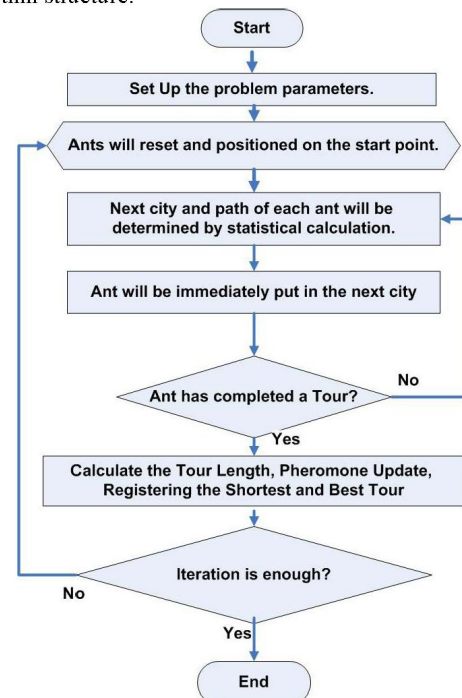 structure.
Start
Set Up the problem parameters.
Ants will reset and positioned on the start point.
Next city and path of each ant will be
determined by statistical calculation.
Ant will be immediately put in the next city
Ant has completed a Tour?
No
Yes
Calculate the Tour Length, Pheromone Update,
Registering the Shortest and Best Tour
Iteration is enough?
No
Yes
End